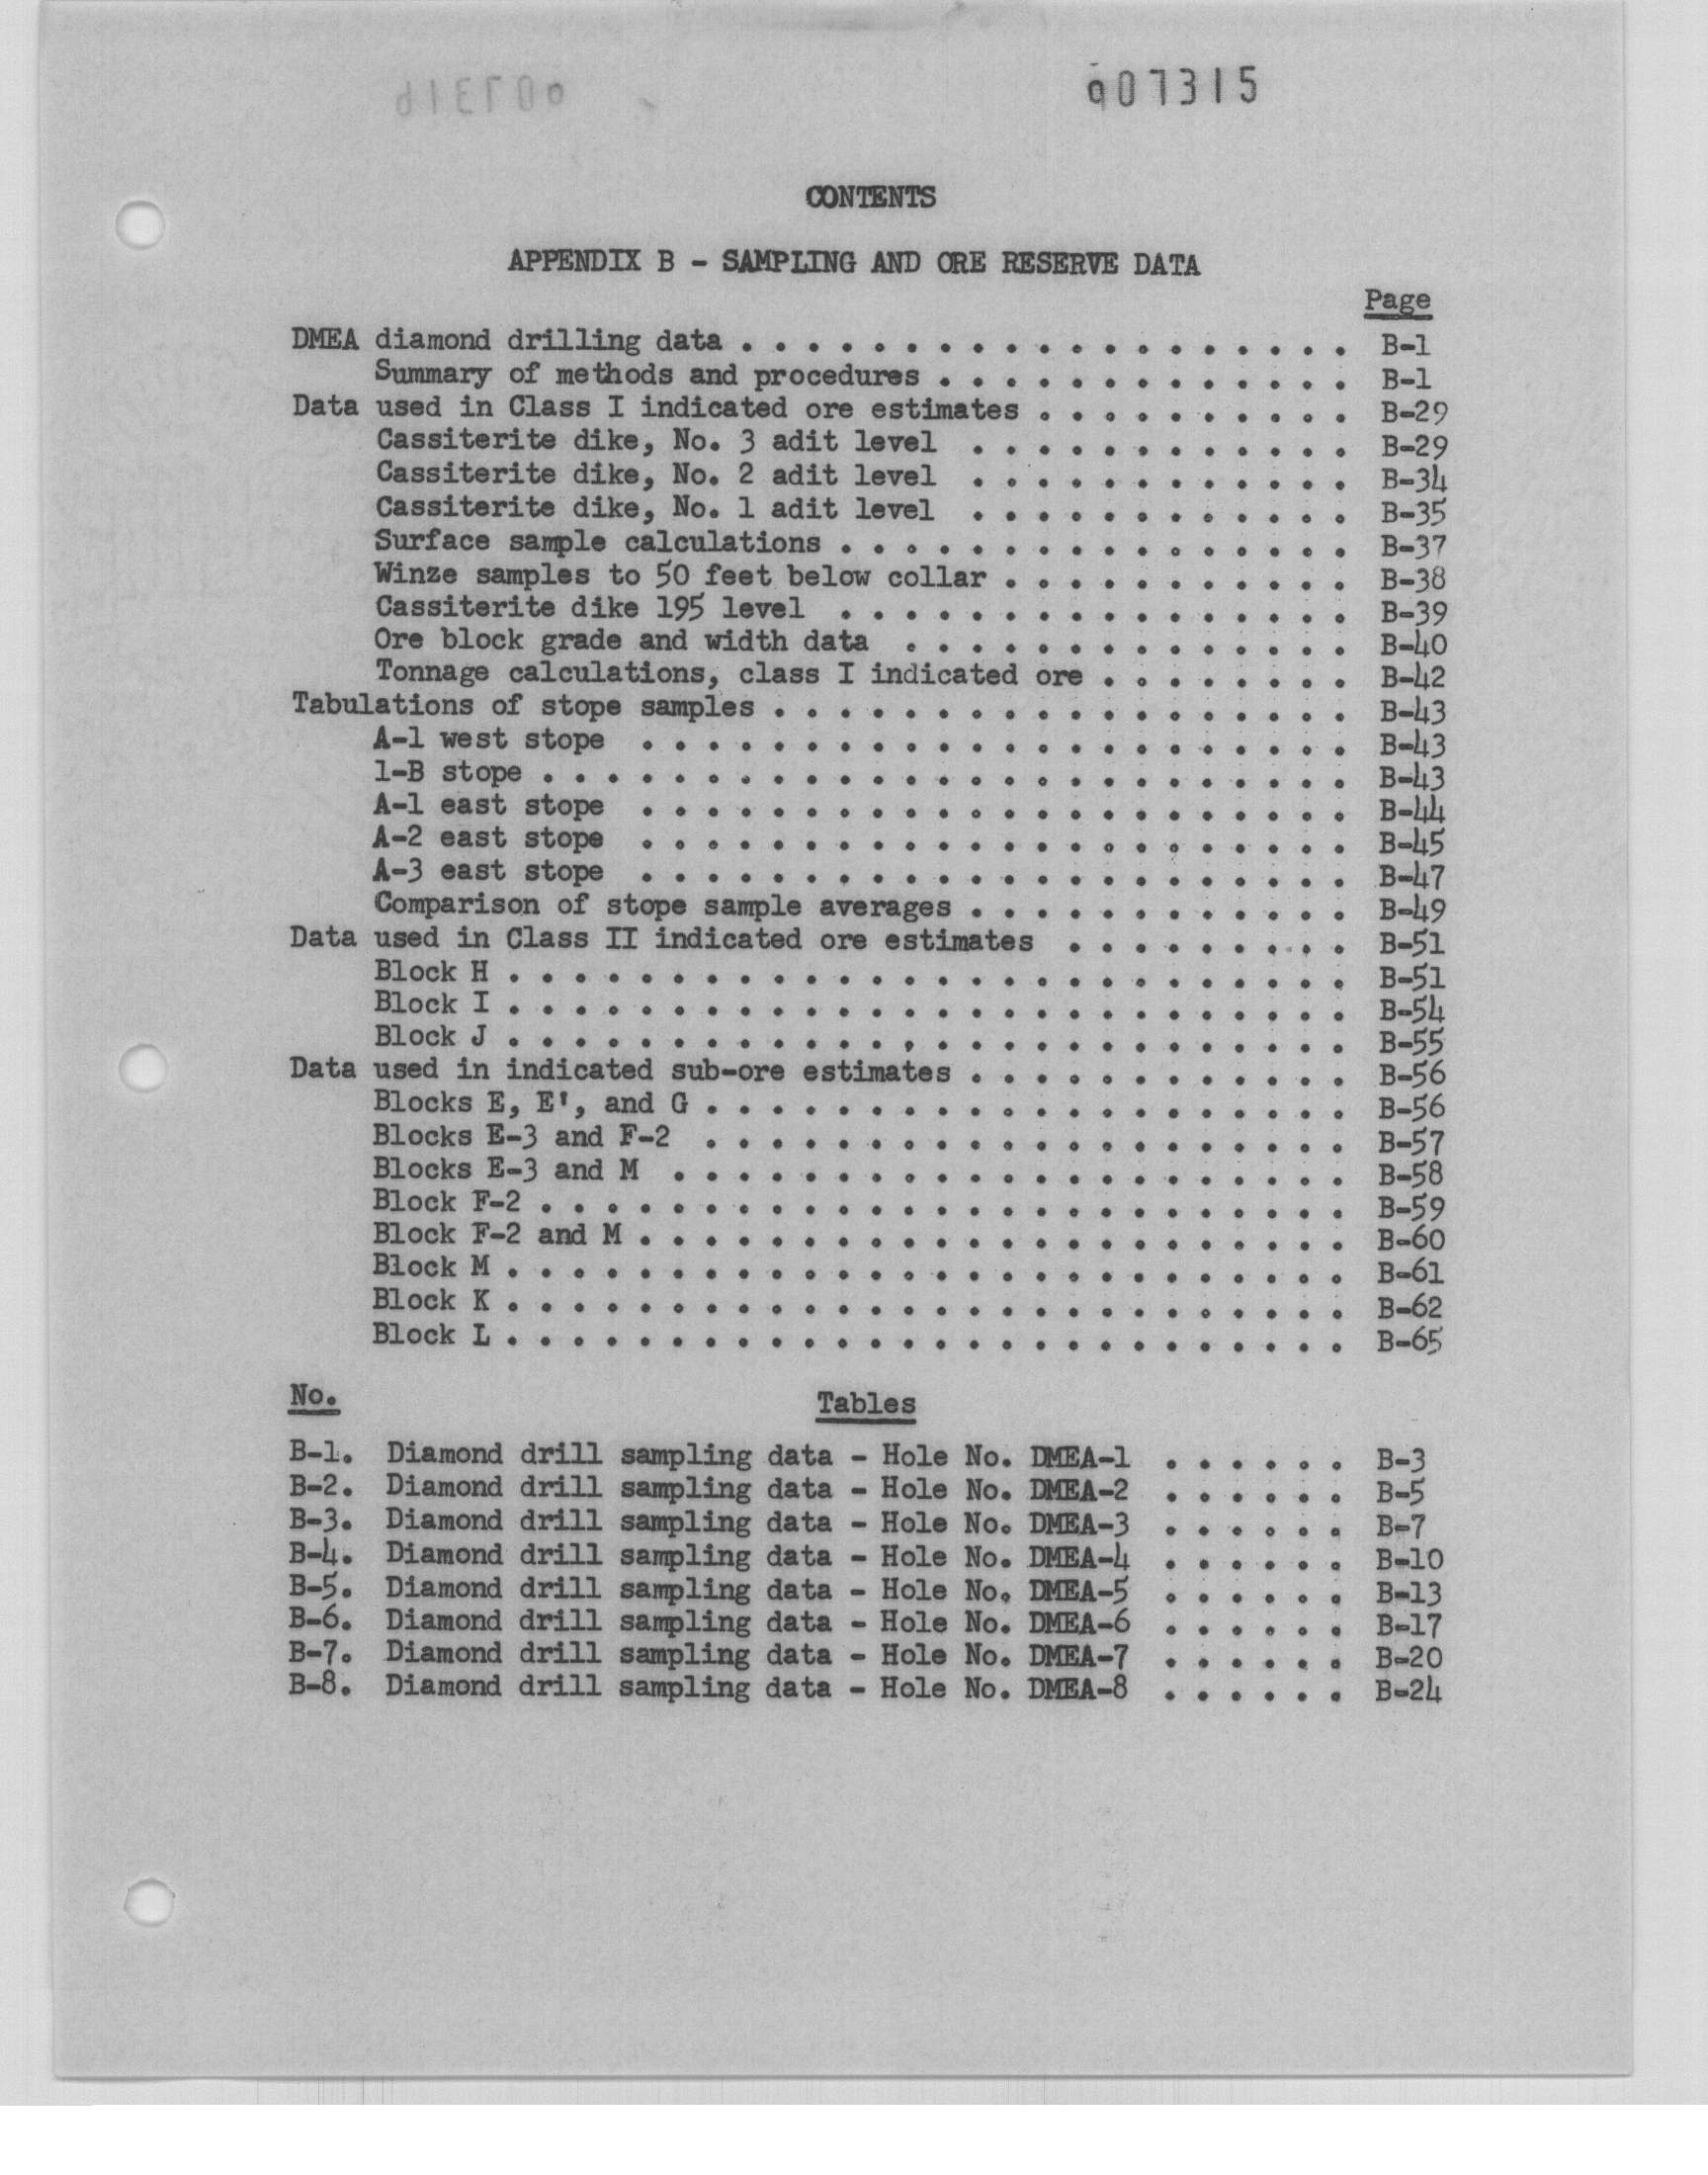 907315
CONTENTS
APPENDIX B - SAMPLING AND ORE RESERVE DATA
Page
DMEA diamond drilling data . . . . . . . . . . . . . . . . . . . B-1
Summary of methods and procedures . . . . . . . . . . . . . B-1
Data used in Class I indicated ore estimates . . . . . . . . . . B-29
Cassiterite dike, No. 3 adit level . . . . . . . . . . . . B-29
Cassiterite dike, No. 2 adit level . . . . . . . . . . . . B-34
Cassiterite dike, No. 1 adit level . . . . . . . . . . . . B-35
Surface sample calculations . . . . . . . . . . . . . . . . B-37
Winze samples to 50 feet below collar . . . . . . . . . . . B-38
Cassiterite dike 195 level . . . . . . . . . . . . . . . . B-39
Ore block grade and width data . . . . . . . . . . . . . . B-40
Tonnage calculations, class I indicated ore . . . . . . . . B-42
Tabulations of stope samples . . . . . . . . . . . . . . . . . . B-43
A-1 west stope . . . . . . . . . . . . . . . . . . . . . . B-43
1-B stope . . . . . . . . . . . . . . . . . . . . . . . . . B-43
A-1 east stope . . . . . . . . . . . . . . . . . . . . . . B-44
A-2 east stope . . . . . . . . . . . . . . . . . . . . . . B-45
A-3 east stope . . . . . . . . . . . . . . . . . . . . . . B-47
Comparison of stope sample averages . . . . . . . . . . . . B-49
Data used in Class II indicated ore estimates . . . . . . . . . B-51
Block H . . . . . . . . . . . . . . . . . . . . . . . . . . B-51
Block I . . . . . . . . . . . . . . . . . . . . . . . . . . B-54
Block J . . . . . . . . . . . . . . . . . . . . . . . . . . B-55
Data used in indicated sub-ore estimates . . . . . . . . . . . . B-56
Blocks E, E', and G . . . . . . . . . . . . . . . . . . . . B-56
Blocks E-3 and F-2 . . . . . . . . . . . . . . . . . . . . B-57
Blocks E-3 and M . . . . . . . . . . . . . . . . . . . . . B-58
Block F-2 . . . . . . . . . . . . . . . . . . . . . . . . . B-59
Block F-2 and M . . . . . . . . . . . . . . . . . . . . . . B-60
Block M . . . . . . . . . . . . . . . . . . . . . . . . . . B-61
Block K . . . . . . . . . . . . . . . . . . . . . . . . . . B-62
Block L . . . . . . . . . . . . . . . . . . . . . . . . . . B-65
No. Tables
B-1. Diamond drill sampling data - Hole No. DMEA-1 . . . . . . B-3
B-2. Diamond drill sampling data - Hole No. DMEA-2 . . . . . . B-5
B-3. Diamond drill sampling data - Hole No. DMEA-3 . . . . . . B-7
B-4. Diamond drill sampling data - Hole No. DMEA-4 . . . . . . B-10
B-5. Diamond drill sampling data - Hole No. DMEA-5 . . . . . . B-13
B-6. Diamond drill sampling data - Hole No. DMEA-6 . . . . . . B-17
B-7. Diamond drill sampling data - Hole No. DMEA-7 . . . . . . B-20
B-8. Diamond drill sampling data - Hole No. DMEA-8 . . . . . . B-24